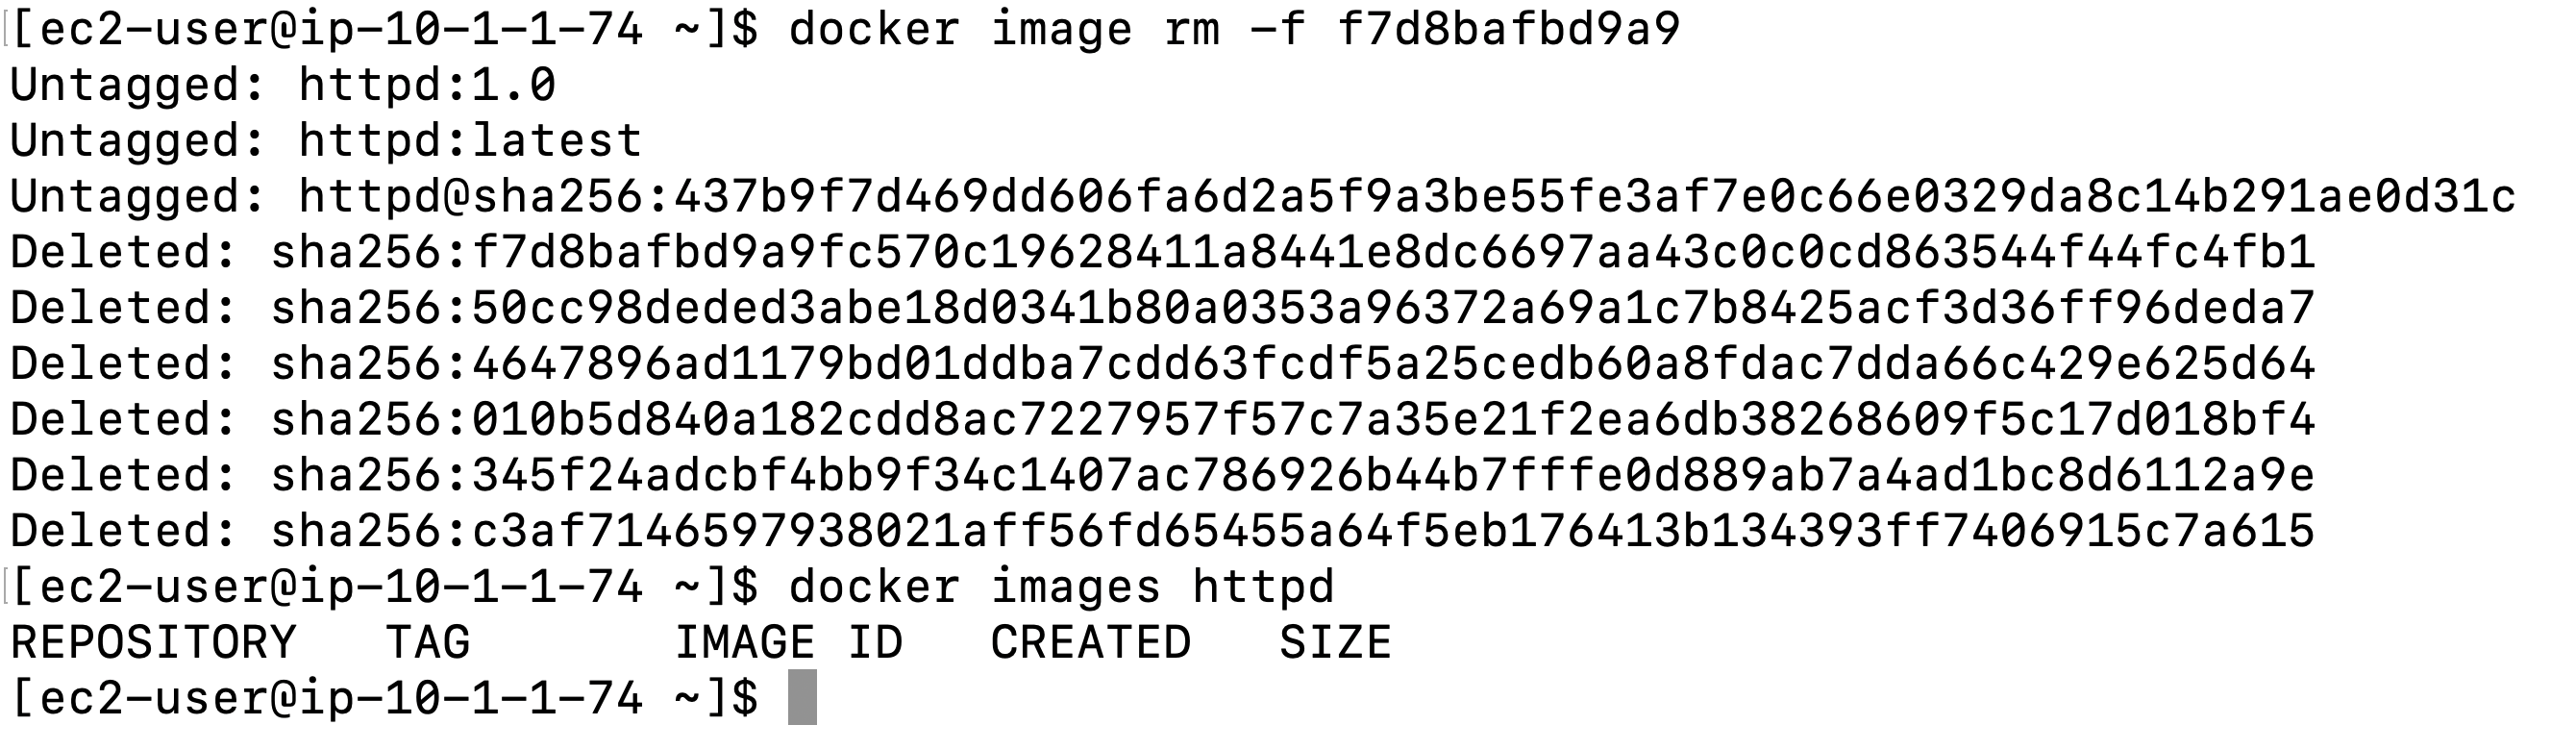 [ec2-user@ip-10-1-1-74 ~]$ docker image rm -f f7d8bafbd9a9
Untagged: httpd:1.0
Untagged: httpd:latest
Untagged: httpd@sha256:437b9f7d469dd606fa6d2a5f9a3be55fe3af7e0c66e0329da8c14b291ae0d31c
Deleted: sha256:f7d8bafbd9a9fc570c19628411a8441e8dc6697aa43c0c0cd863544f44fc4fb1
Deleted: sha256:50cc98deded3abe18d0341b80a0353a96372a69a1c7b8425acf3d36ff96deda7
Deleted: sha256:4647896ad1179bd01ddba7cdd63fcdf5a25cedb60a8fdac7dda66c429e625d64
Deleted: sha256:010b5d840a182cdd8ac7227957f57c7a35e21f2ea6db38268609f5c17d018bf4
Deleted: sha256:345f24adcbf4bb9f34c1407ac786926b44b7fffe0d889ab7a4ad1bc8d6112a9e
Deleted: sha256:c3af7146597938021aff56fd65455a64f5eb176413b134393ff7406915c7a615
[ec2-user@ip-10-1-1-74 ~]$ docker images httpd
REPOSITORY   TAG       IMAGE ID   CREATED   SIZE
[ec2-user@ip-10-1-1-74 ~]$